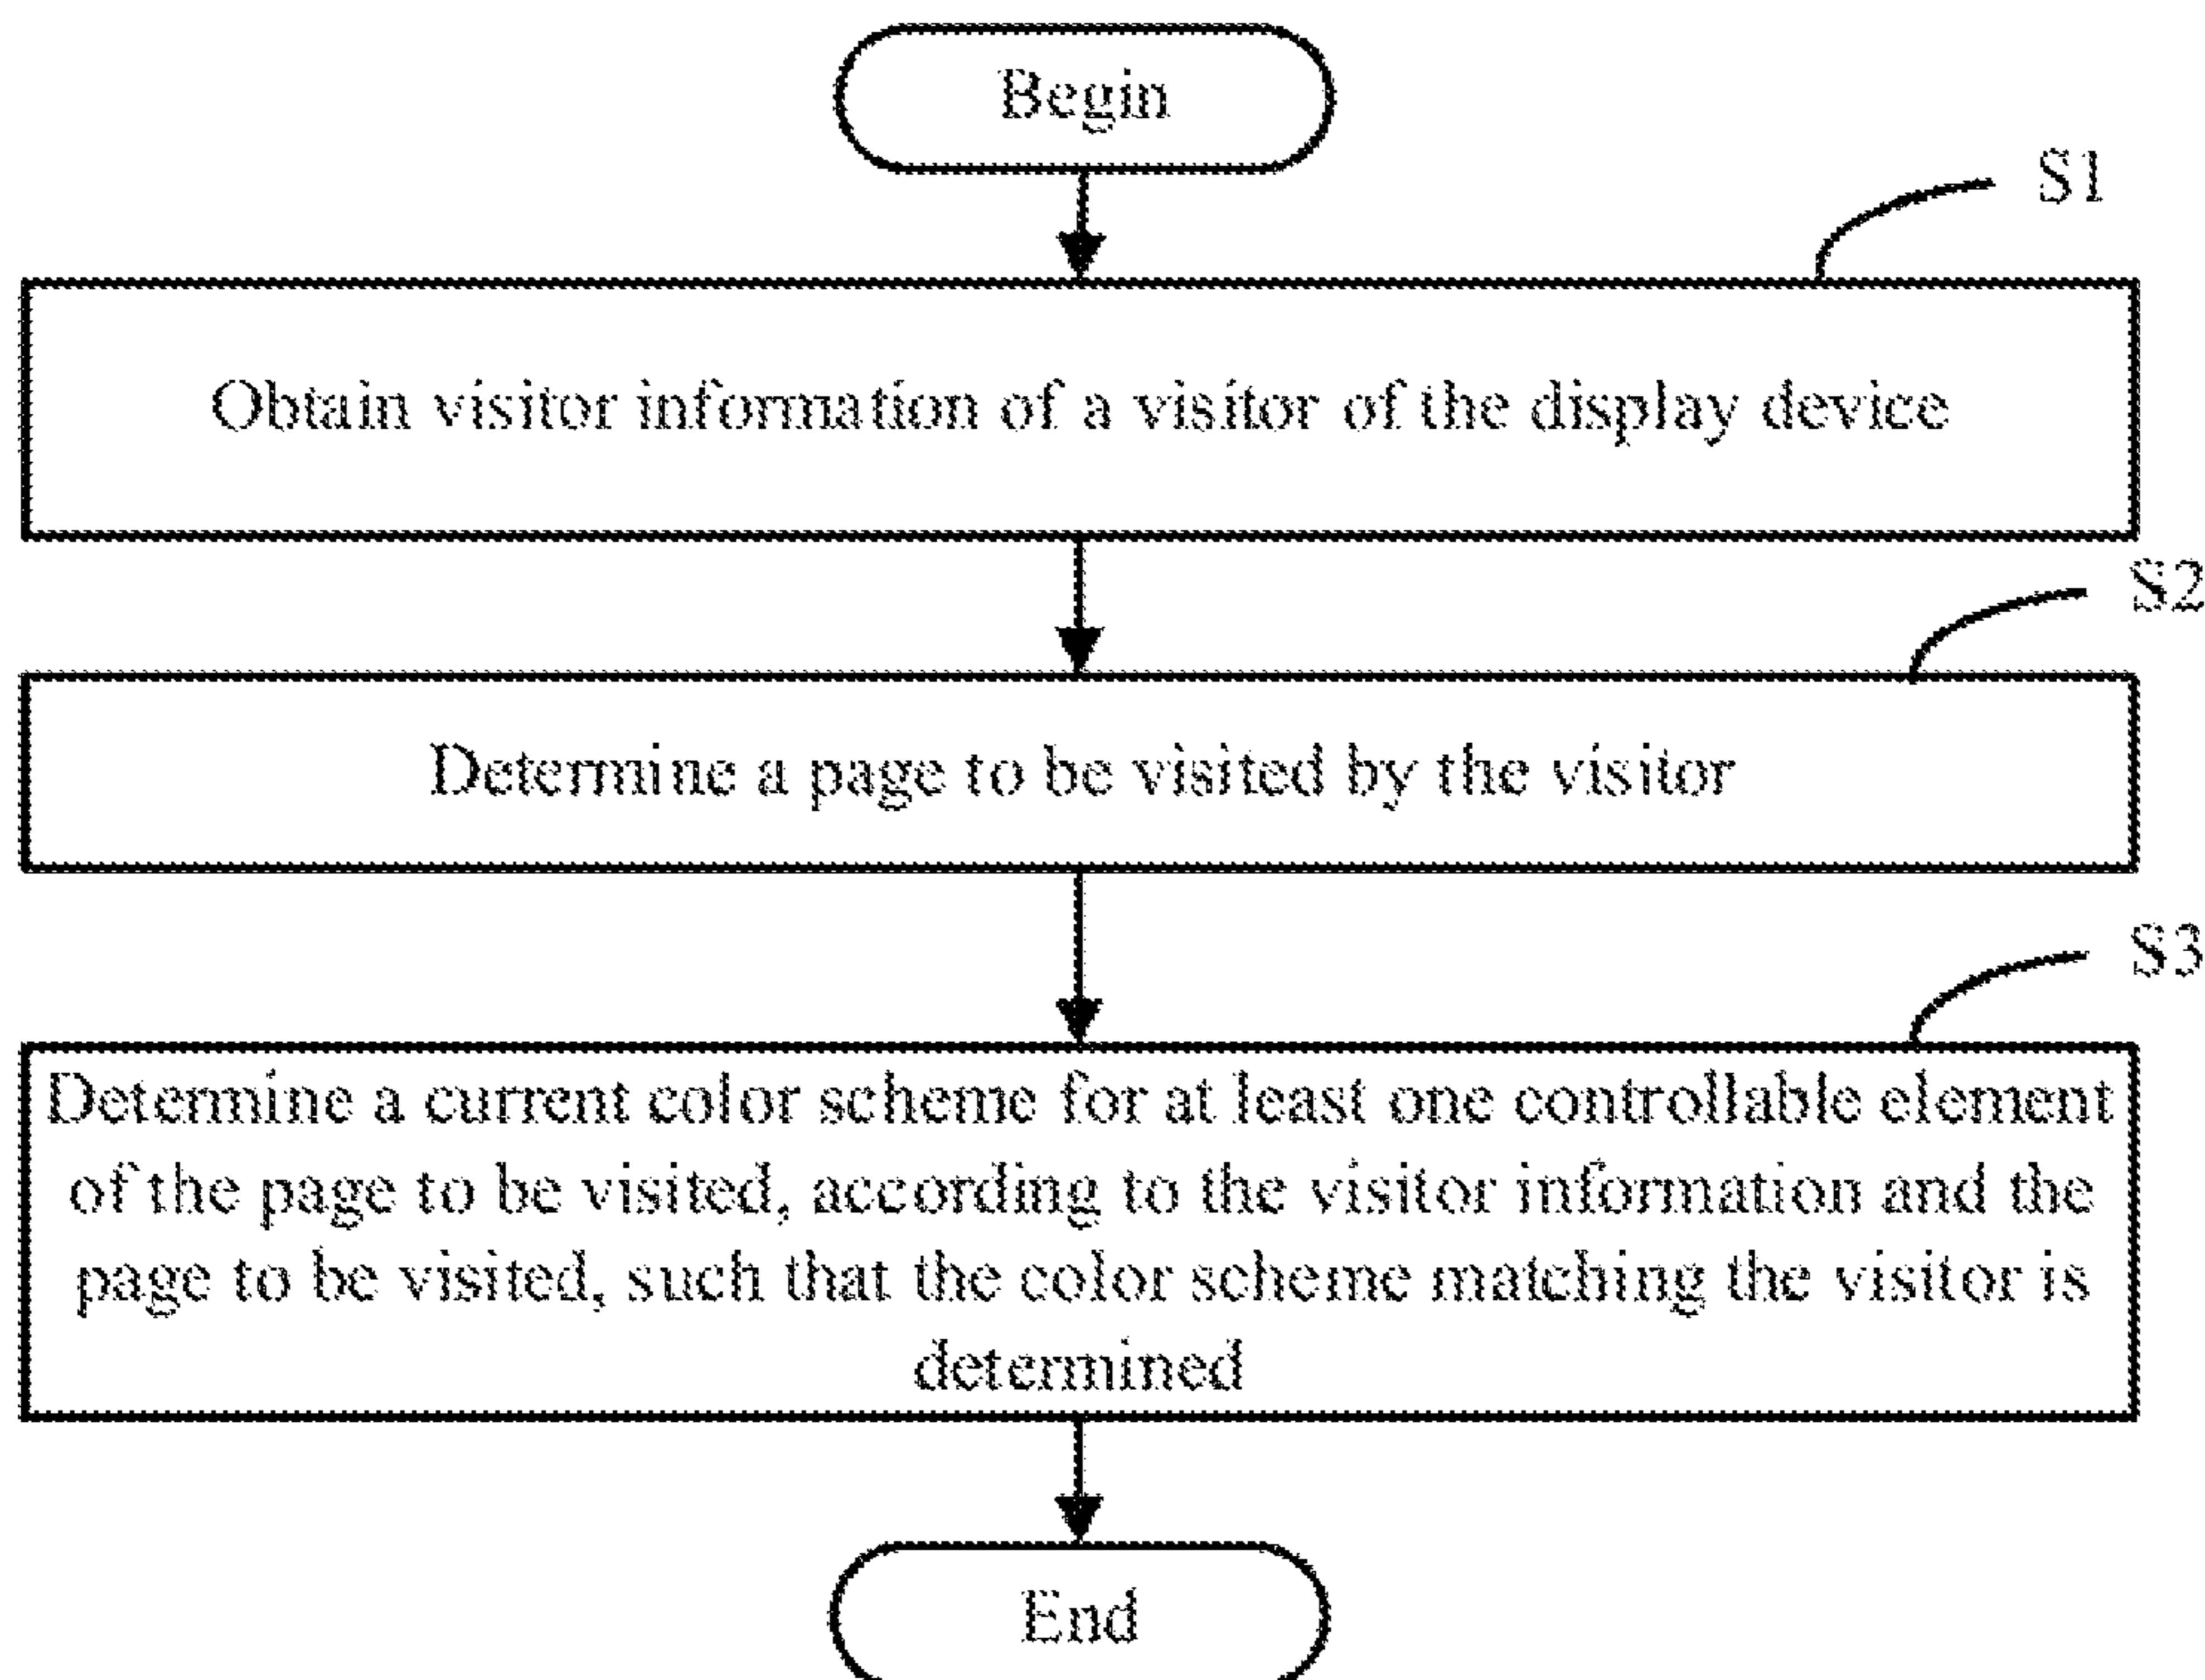 Begin
S1
Obtain visitor information of a visitor of the display device
S2
Determine a page to be visited by the visitor
S3
Determine a current color scheme for at least one controllable element
of the page to be visited, according to the visitor information and the
page to be visited, such that the color scheme matching the visitor is
determined
End